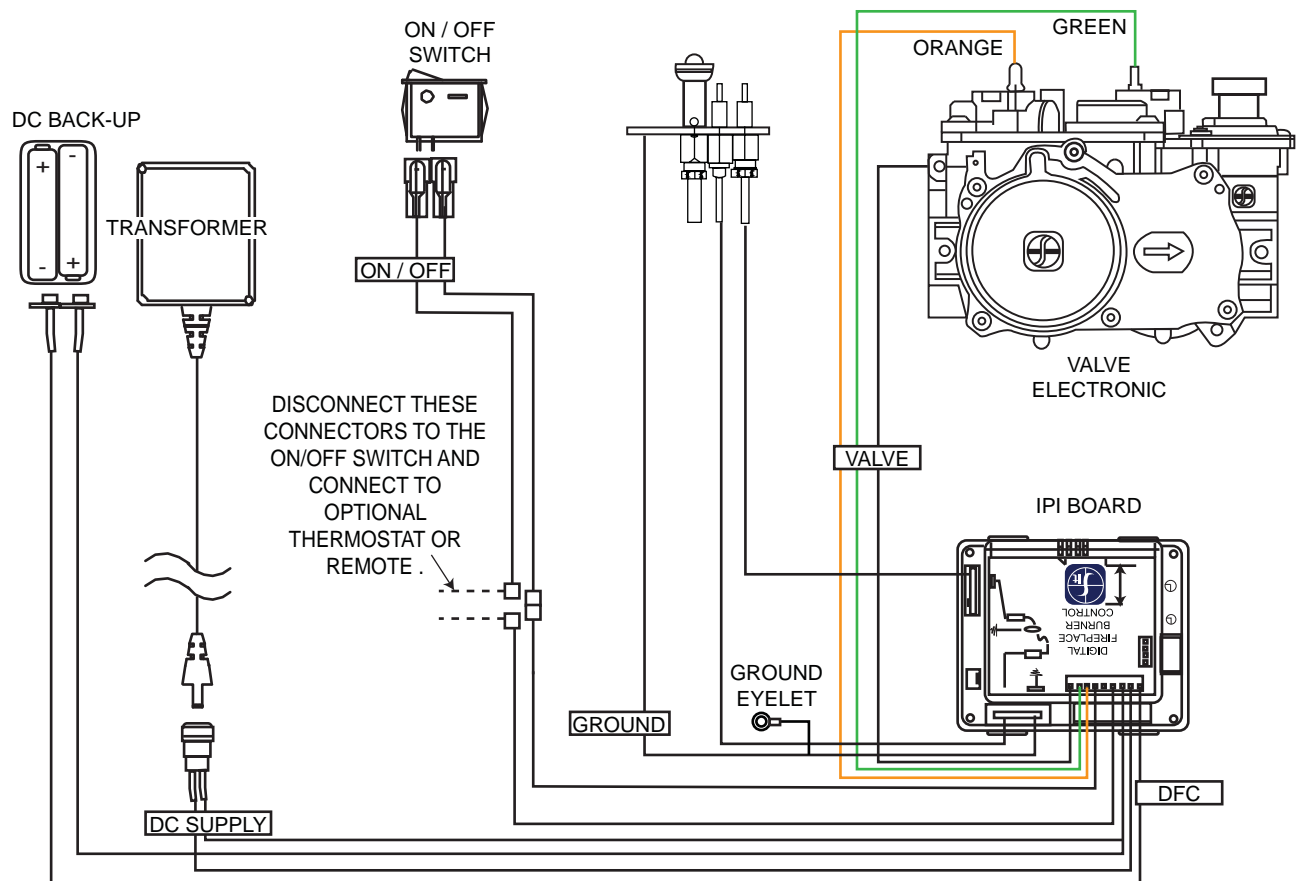 ON / OFF
SWITCH
ORANGE
GREEN
DC BACK-UP
+
-
-
+
TRANSFORMER
ON / OFF
VALVE
ELECTRONIC
DISCONNECT THESE
CONNECTORS TO THE
ON/OFF SWITCH AND
CONNECT TO
OPTIONAL
THERMOSTAT OR
REMOTE .
VALVE
IPI BOARD
DIGITAL
FIREPLACE
BURNER
CONTROL
GROUND
EYELET
GROUND
DFC
DC SUPPLY